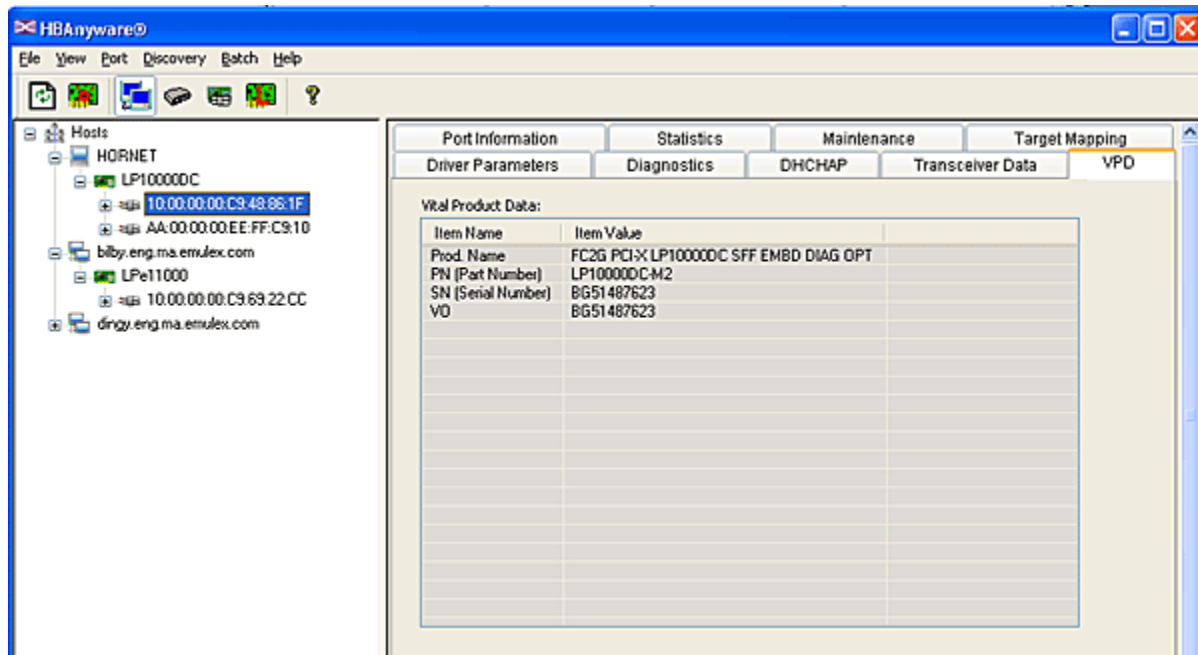 HBAnyware®
File View Port Discovery Batch Help
Hosts
HORNET
LP10000DC
10:00:00:00:C9:48:86:1F
AA:00:00:00:EE:FF:C9:10
bilby.eng.ma.emulex.com
LPe11000
10:00:00:00:C9:69:22:CC
dingy.eng.ma.emulex.com
Port Information Statistics Maintenance Target Mapping
Driver Parameters Diagnostics DHCHAP Transceiver Data VPD
Vital Product Data:
Item Name Item Value
Prod. Name FC2G PCI-X LP10000DC SFF EMBD DIAG OPT
PN (Part Number) LP10000DC-M2
SN (Serial Number) BG51487623
VO BG51487623